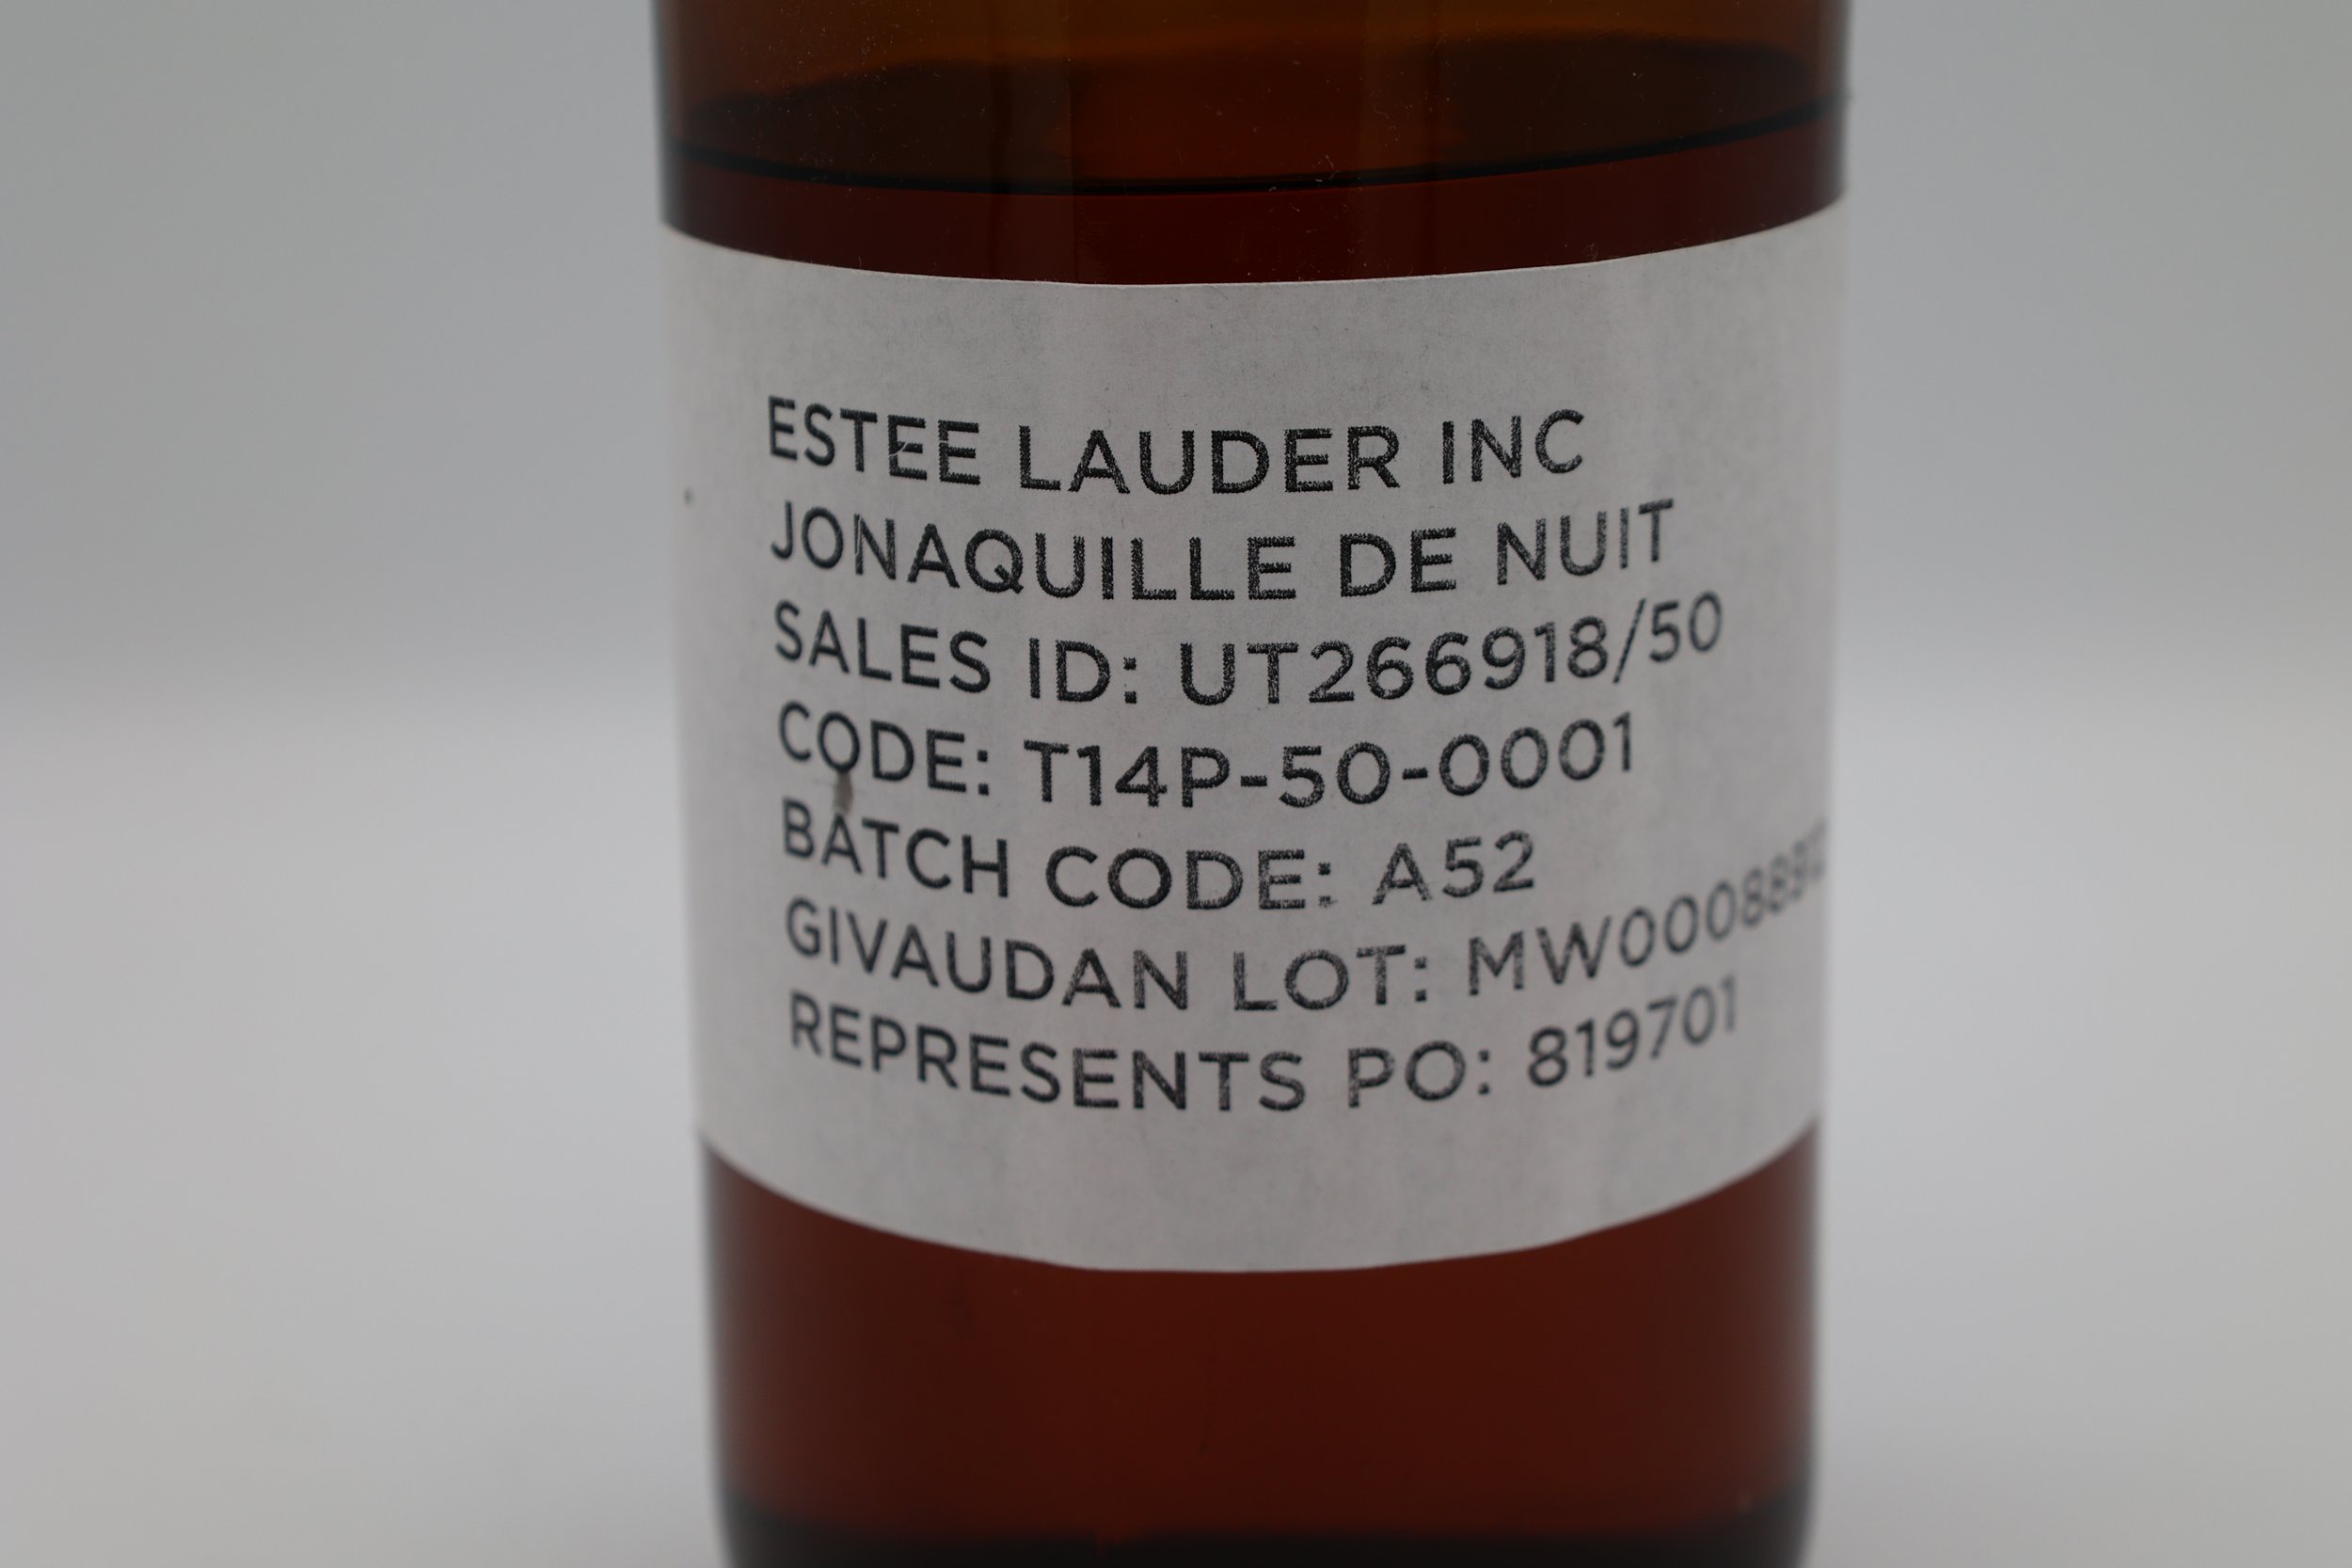 ESTEE LAUDER INC
JONAQUILLE DE NUIT
SALES ID: UT266918/50
CODE: T14P-50-0001
BATCH CODE: A52
GIVAUDAN LOT:
REPRESENTS PO: 819701